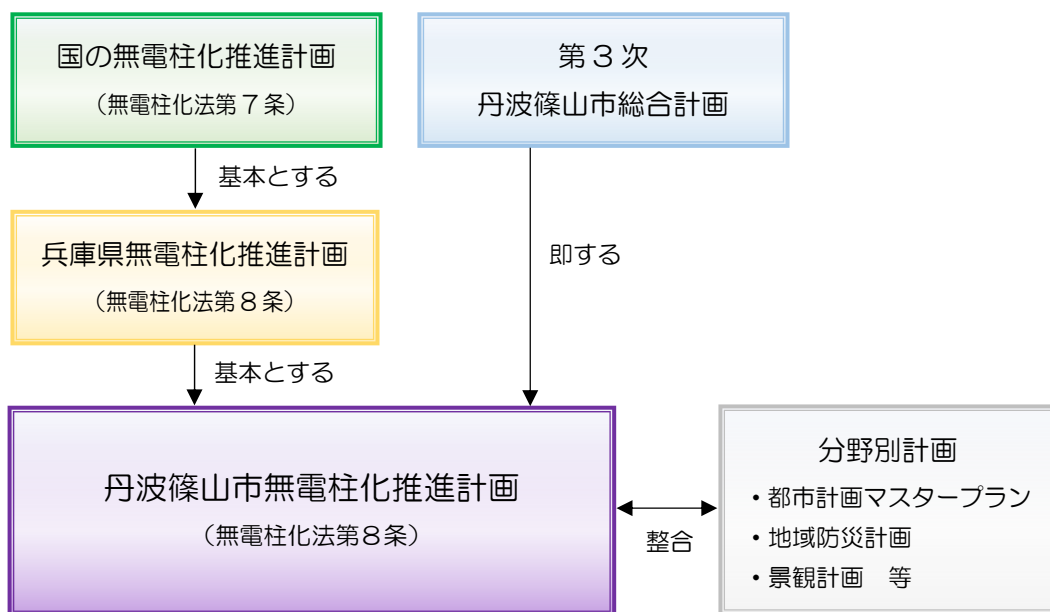 国の無電柱化推進計画
（無電柱化法第７条）
第３次
丹波篠山市総合計画
基本とする
兵庫県無電柱化推進計画
（無電柱化法第８条）
即する
基本とする
丹波篠山市無電柱化推進計画
（無電柱化法第８条）
整合
分野別計画
・都市計画マスタープラン
・地域防災計画
・景観計画　等